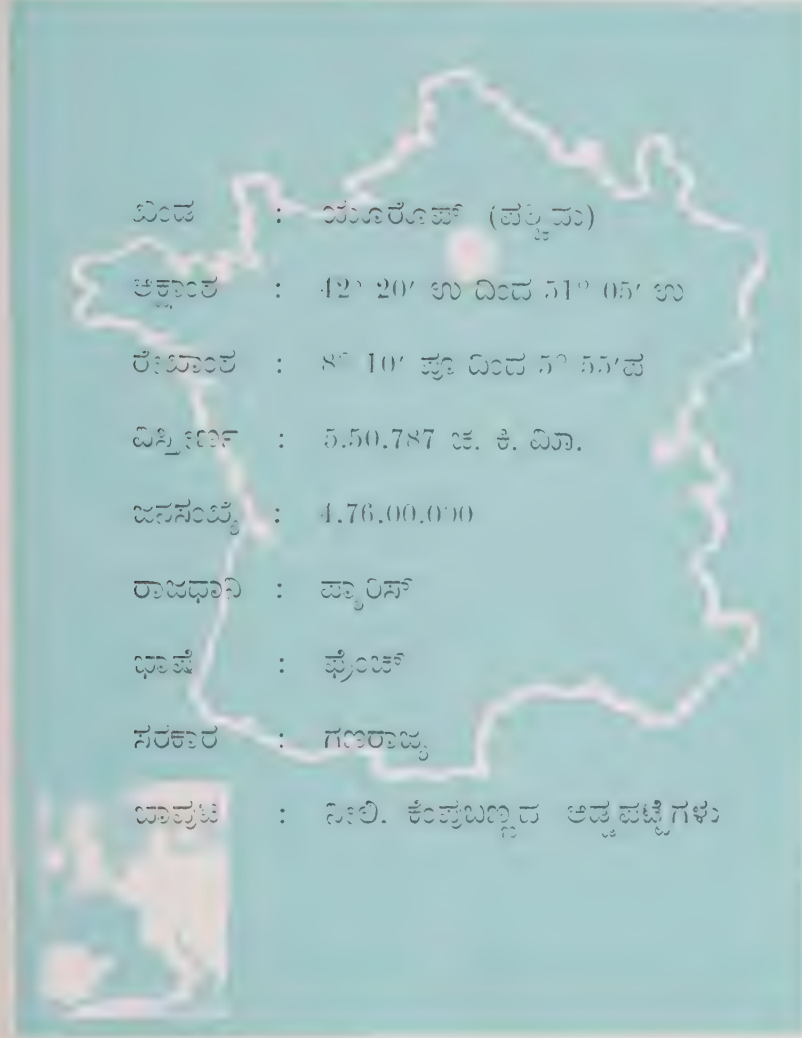 ಖಂಡ : ಯೂರೋಪ್ (ಪಶ್ಚಿಮ)
ಅಕ್ಷಾಂಶ : 42° 20′ ಉ ದಿಂದ 51° 05′ ಉ
ರೇಖಾಂಶ : 8° 10′ ಪೂ ದಿಂದ 5° 55′ ಪ
ವಿಸ್ತೀರ್ಣ : 5.50.787 ಚ. ಕಿ. ಮೀ.
ಜನಸಂಖ್ಯೆ : 4.76.00.000
ರಾಜಧಾನಿ : ಪ್ಯಾರಿಸ್
ಭಾಷೆ : ಫ್ರೆಂಚ್
ಸರಕಾರ : ಗಣರಾಜ್ಯ
ಬಾವುಟ : ನೀಲಿ. ಕೆಂಪುಬಣ್ಣದ ಅಡ್ಡಪಟ್ಟೆಗಳು